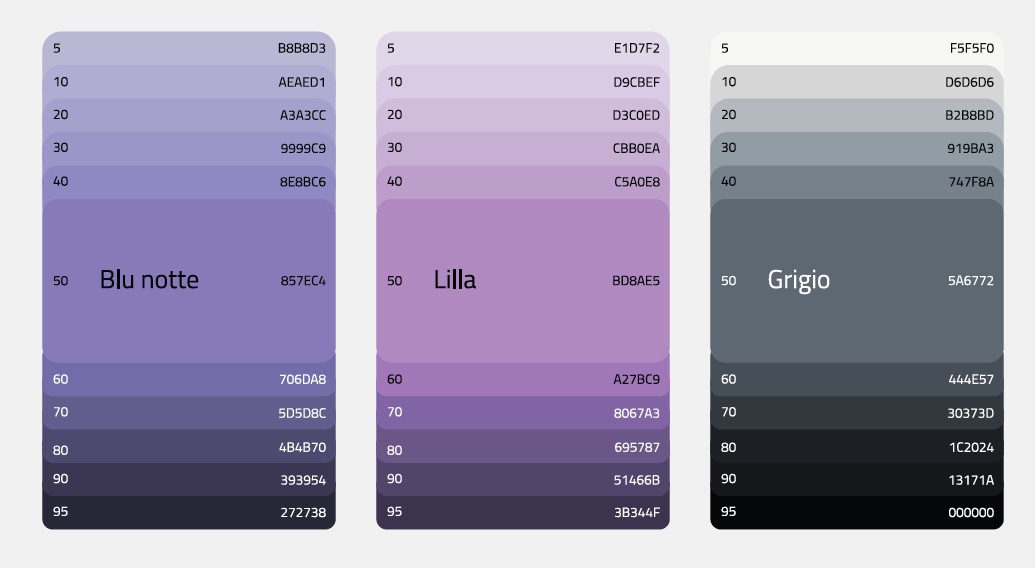 5 B8B8D3
10 AEAED1
20 A3A3CC
30 9999C9
40 8E8BC6
50 Blu notte 857EC4
60 706DA8
70 5D5D8C
80 4B4B70
90 393954
95 272738
5 E1D7F2
10 D9CBEF
20 D3C0ED
30 CBB0EA
40 C5A0E8
50 Lilla BD8AE5
60 A27BC9
70 8067A3
80 695787
90 51466B
95 3B344F
5 F5F5F0
10 D6D6D6
20 B2B8BD
30 919BA3
40 747F8A
50 Grigio 5A6772
60 444E57
70 30373D
80 1C2024
90 13171A
95 000000